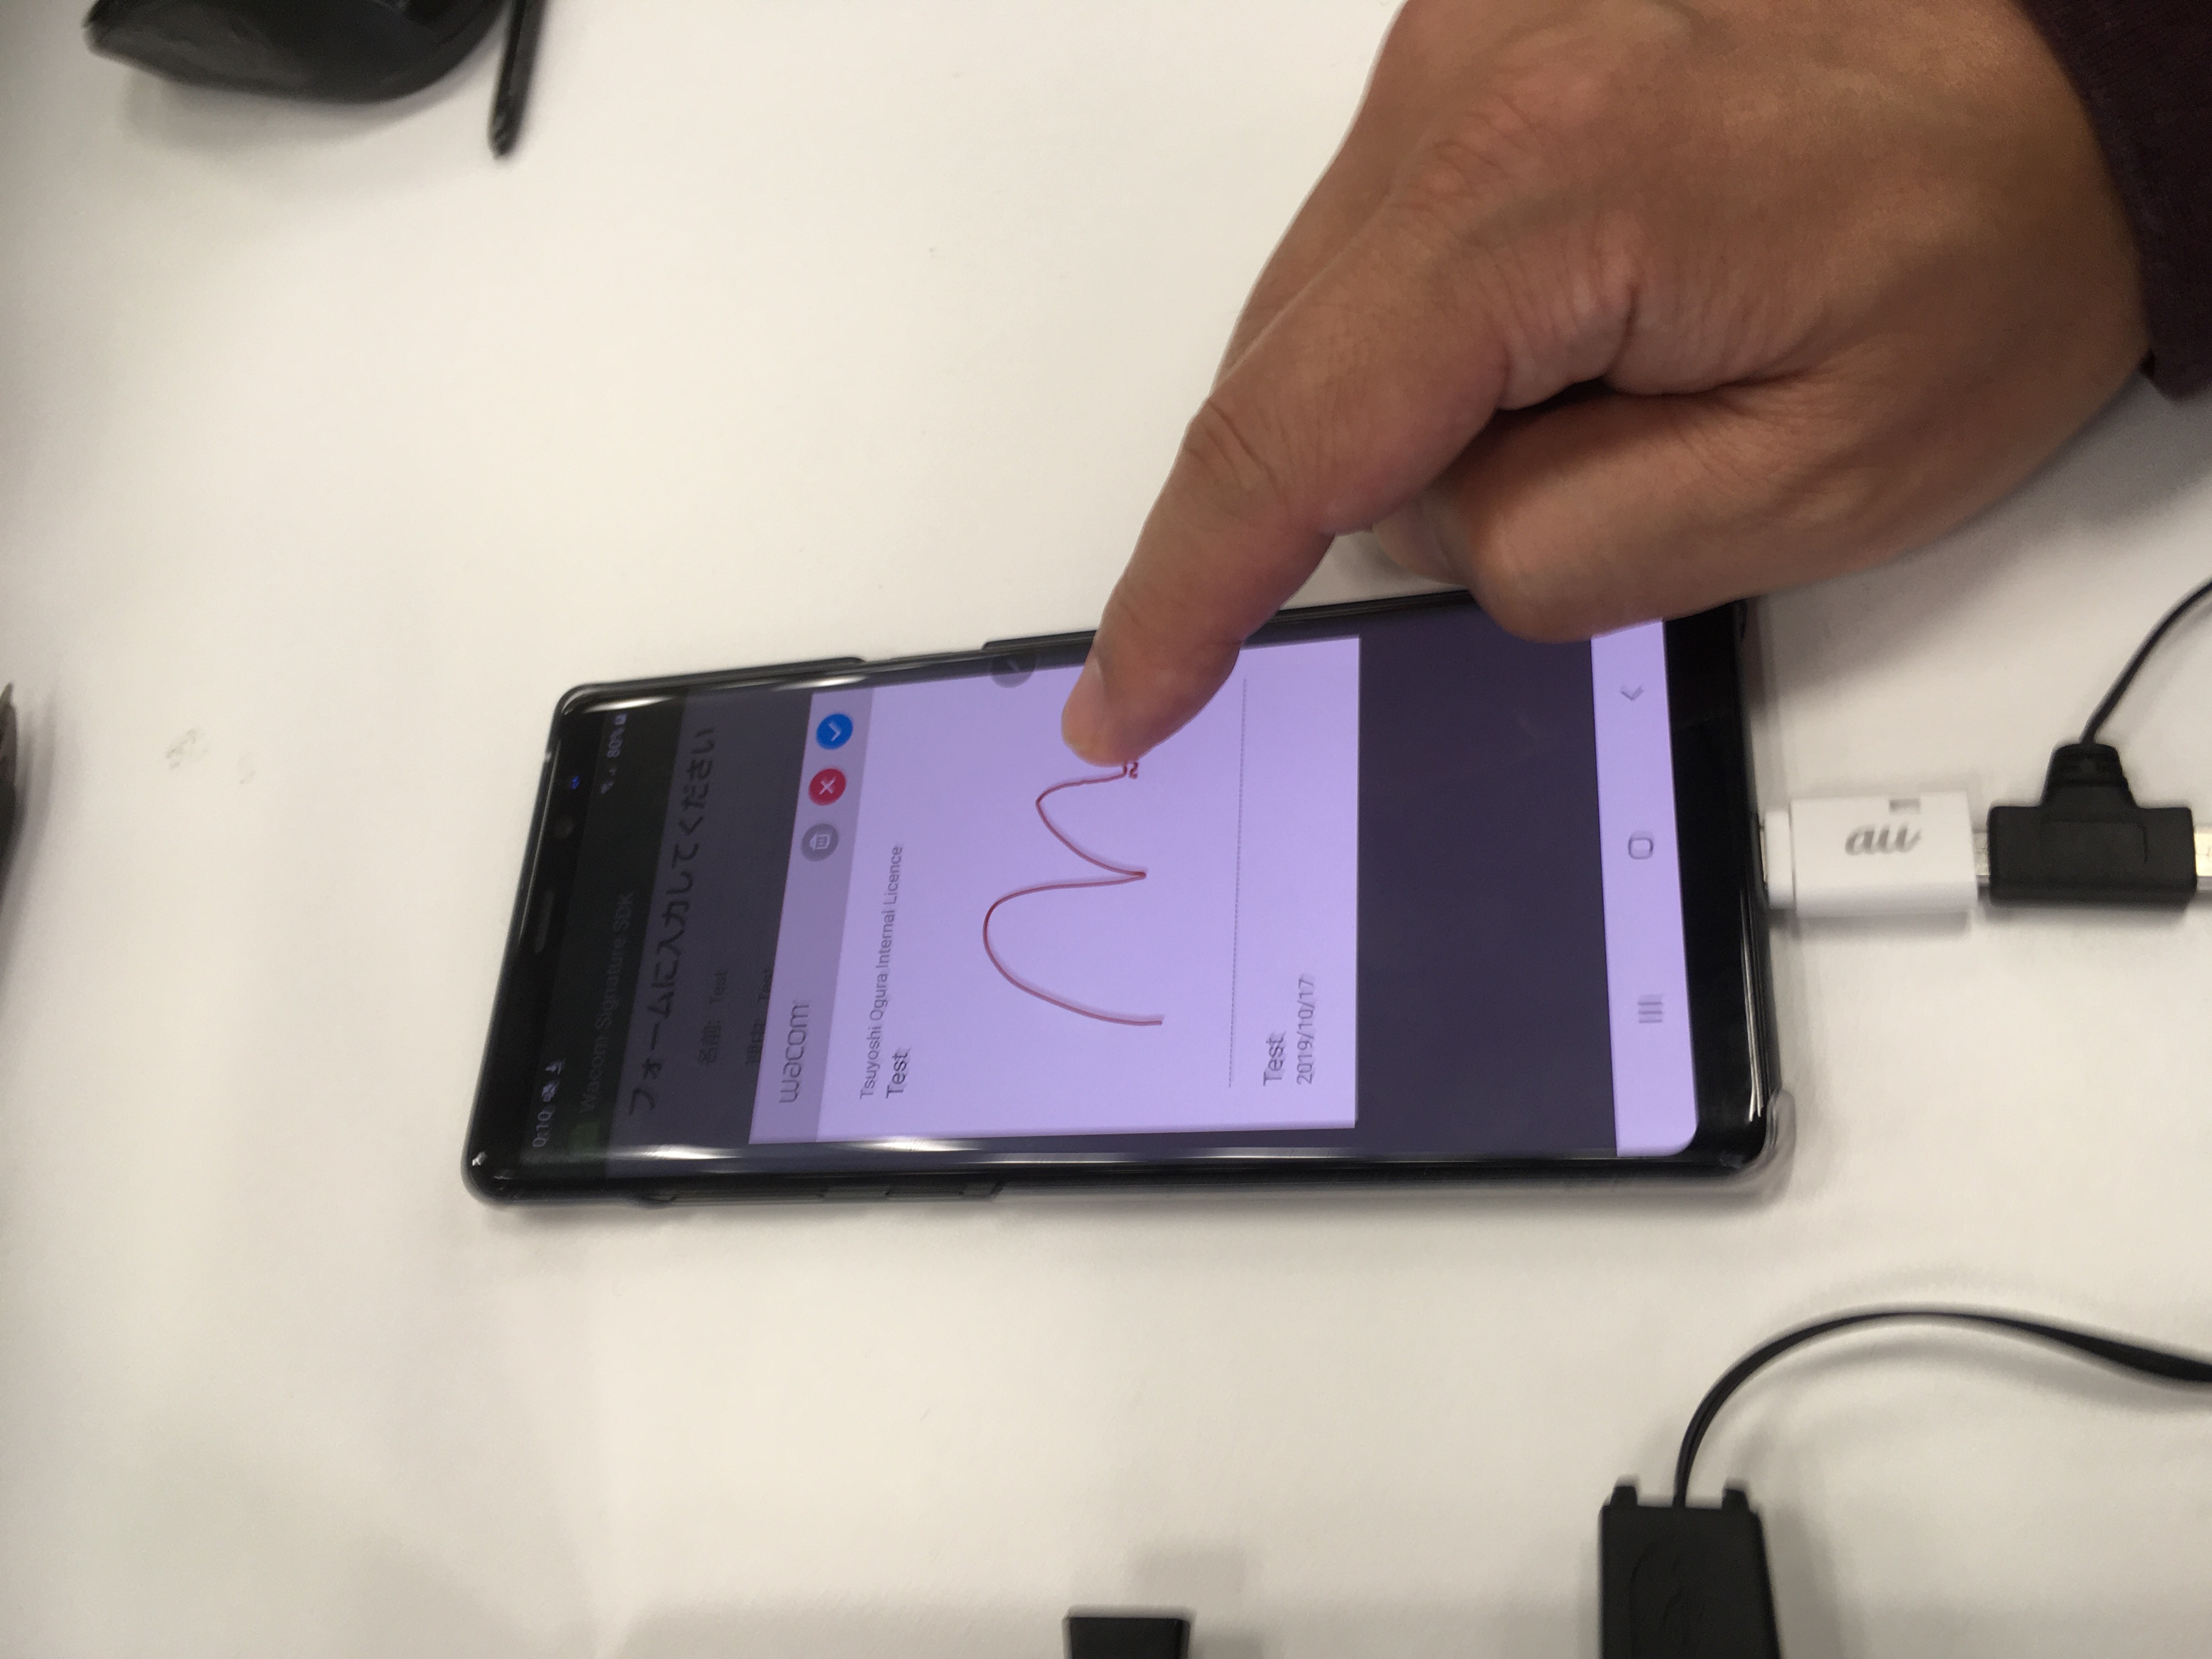 0:10
80%
Wacom Signature SDK
フォームに入力してください
名前: Test
理由: Test
wacom
Tsuyoshi Ogura Internal Licence
Test
Test
2019/10/17
au